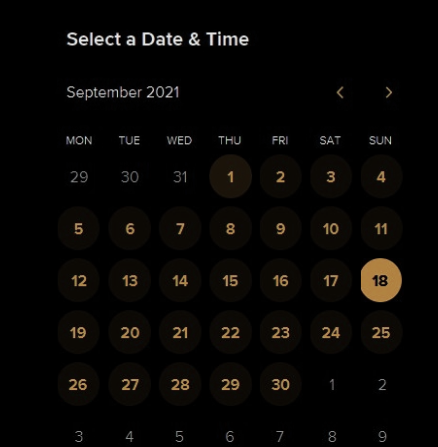 Select a Date & Time
September 2021
MON TUE WED THU FRI SAT SUN
29 30 31 1 2 3 4
5 6 7 8 9 10 11
12 13 14 15 16 17 18
19 20 21 22 23 24 25
26 27 28 29 30 1 2
3 4 5 6 7 8 9